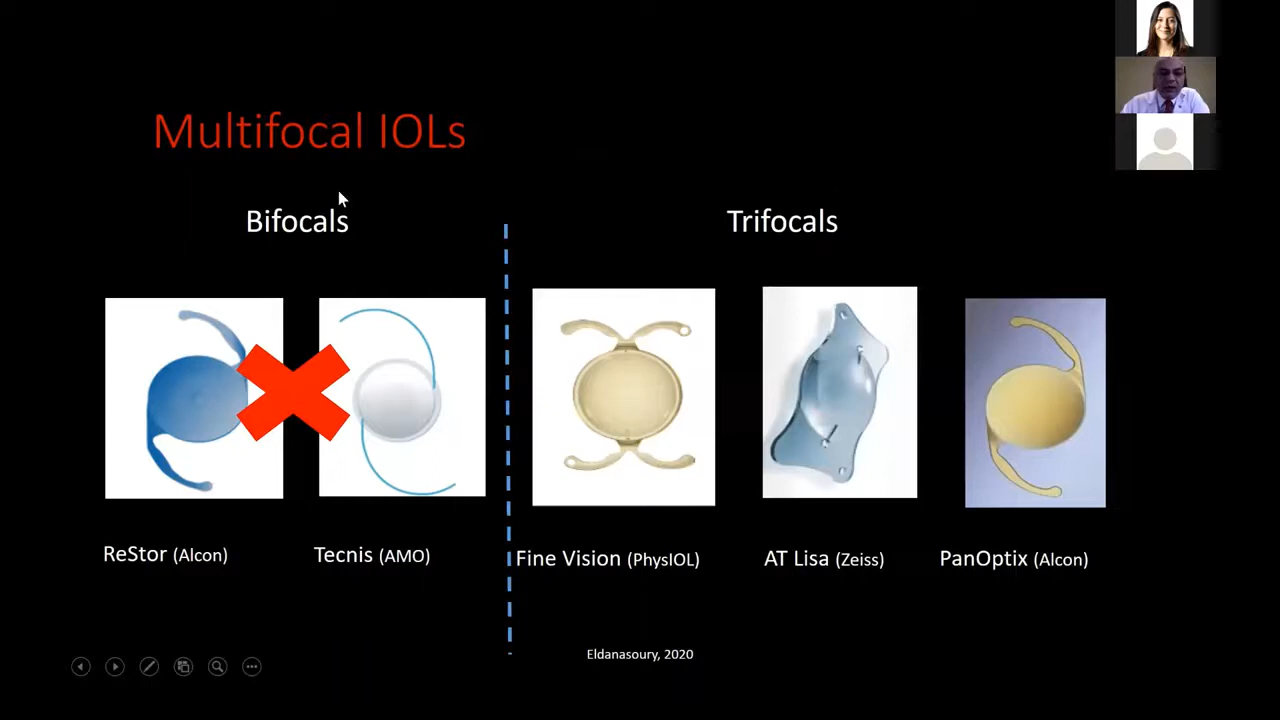 Multifocal IOLs
Bifocals
Trifocals
ReStor (Alcon)
Tecnis (AMO)
Fine Vision (PhysIOL)
AT Lisa (Zeiss)
PanOptix (Alcon)
Eldanasoury, 2020